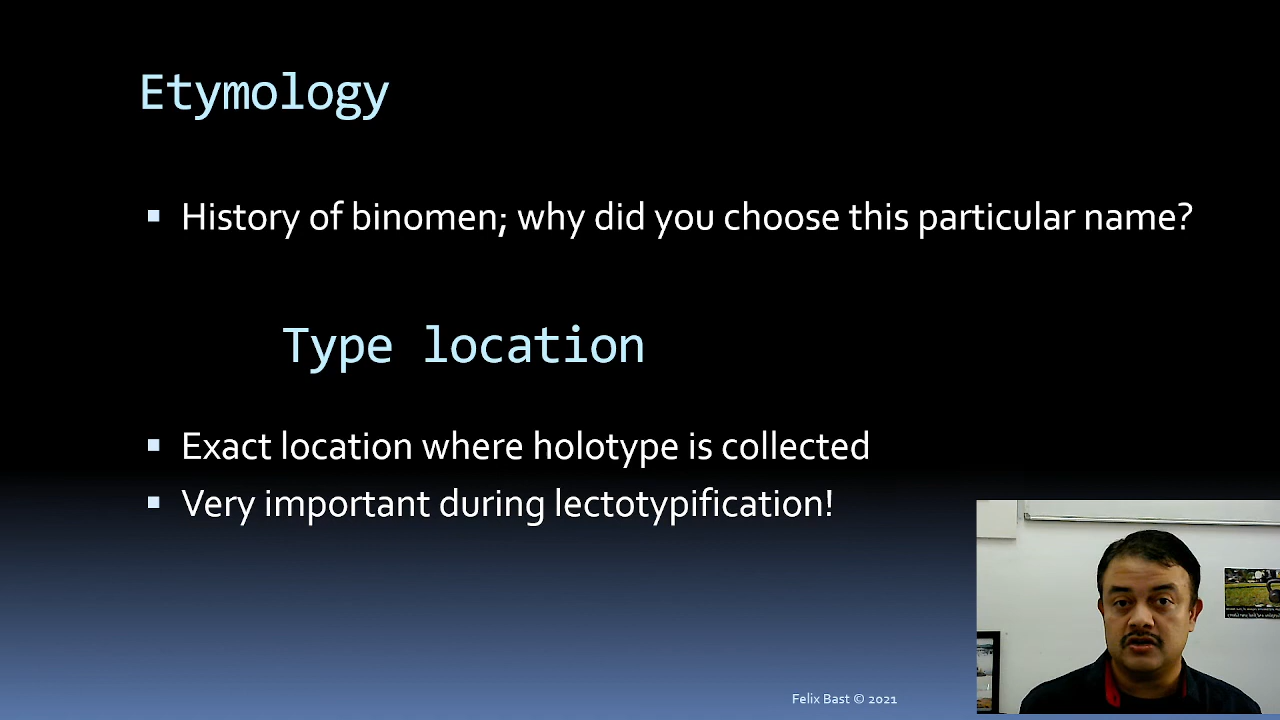 Etymology
History of binomen; why did you choose this particular name?
Type location
Exact location where holotype is collected
Very important during lectotypification!
Felix Bast © 2021